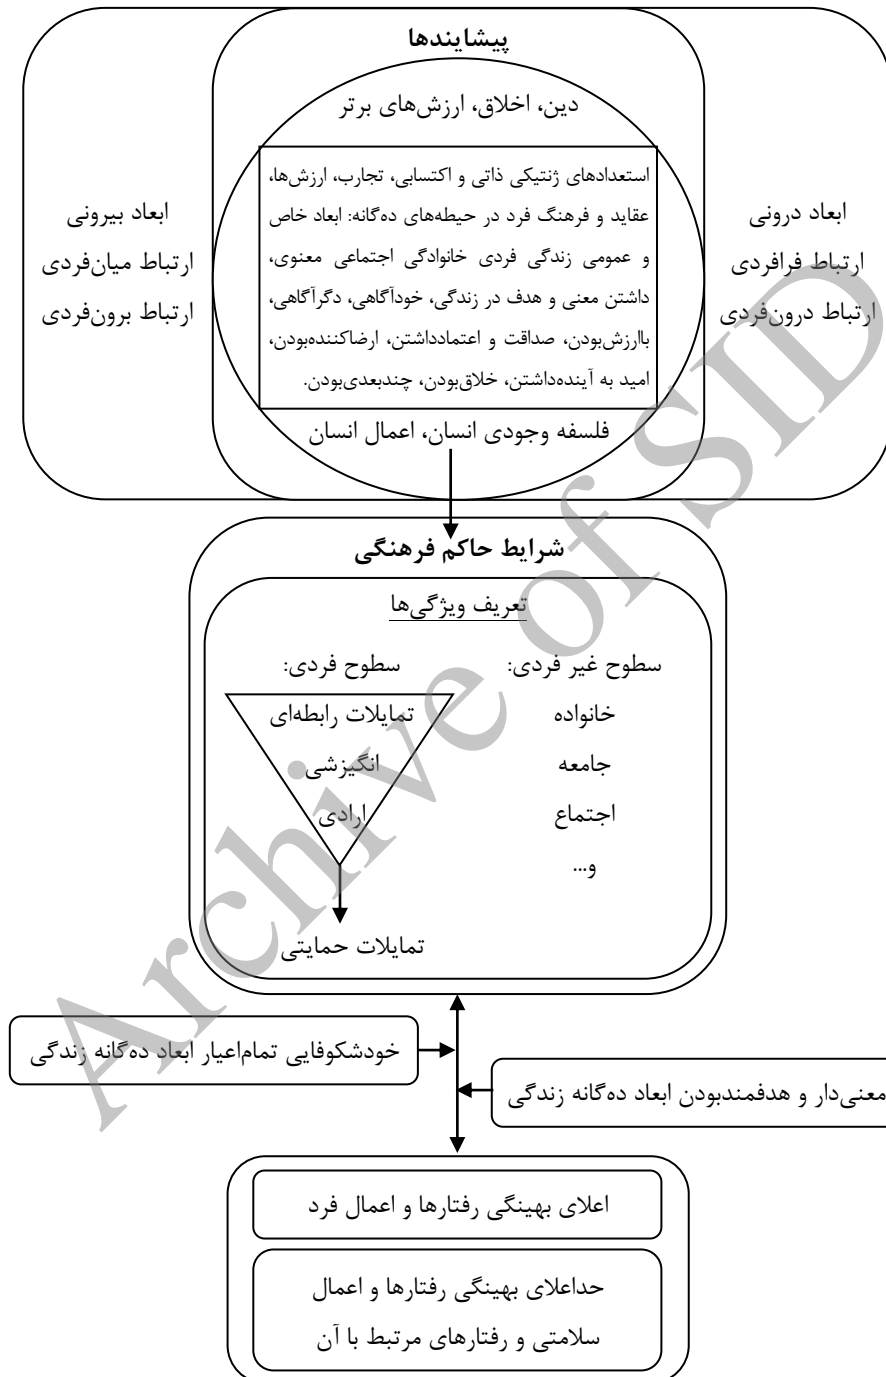 پیشایندها
دین، اخلاق، ارزش‌های برتر
استعدادهای ژنتیکی ذاتی و اکتسابی، تجارب، ارزش‌ها،
عقاید و فرهنگ فرد در حیطه‌های ده‌گانه: ابعاد خاص
و عمومی زندگی فردی خانوادگی اجتماعی معنوی،
داشتن معنی و هدف در زندگی، خودآگاهی، دگرآگاهی،
باارزش‌بودن، صداقت و اعتمادداشتن، ارضاکننده‌بودن،
امید به آینده‌داشتن، خلاق‌بودن، چندبعدی‌بودن.
فلسفه وجودی انسان، اعمال انسان
ابعاد درونی
ارتباط فرافردی
ارتباط درون‌فردی
ابعاد بیرونی
ارتباط میان‌فردی
ارتباط برون‌فردی
شرایط حاکم فرهنگی
تعریف ویژگی‌ها
سطوح غیر فردی:
خانواده
جامعه
اجتماع
و...
سطوح فردی:
تمایلات رابطه‌ای
انگیزشی
ارادی
تمایلات حمایتی
خودشکوفایی تمام‌اعیار ابعاد ده‌گانه زندگی
معنی‌دار و هدفمندبودن ابعاد ده‌گانه زندگی
اعلای بهینگی رفتارها و اعمال فرد
حداعلای بهینگی رفتارها و اعمال
سلامتی و رفتارهای مرتبط با آن
Archive of SID